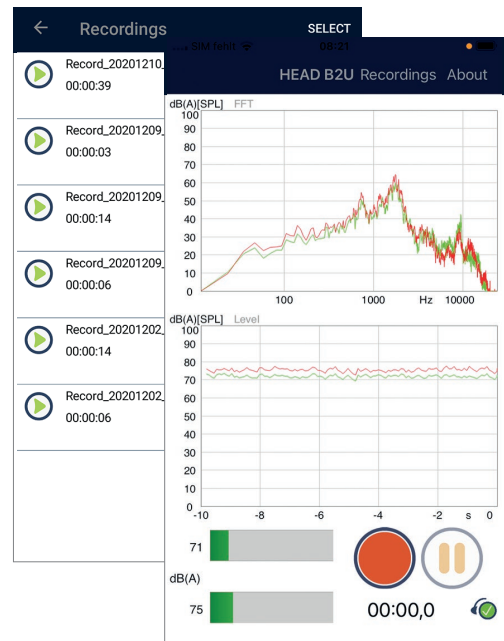 Recordings SELECT
Record_20201210_
00:00:39
Record_20201209_
00:00:03
Record_20201209_
00:00:14
Record_20201209_
00:00:06
Record_20201202_
00:00:14
Record_20201202_
00:00:06
SIM fehlt 08:21
HEAD B2U Recordings About
dB(A)[SPL] FFT
100
90
80
70
60
50
40
30
20
10
0
100 1000 Hz 10000
dB(A)[SPL] Level
100
90
80
70
60
50
40
30
20
10
0
-10 -8 -6 -4 -2 s 0
71
dB(A)
75 00:00,0